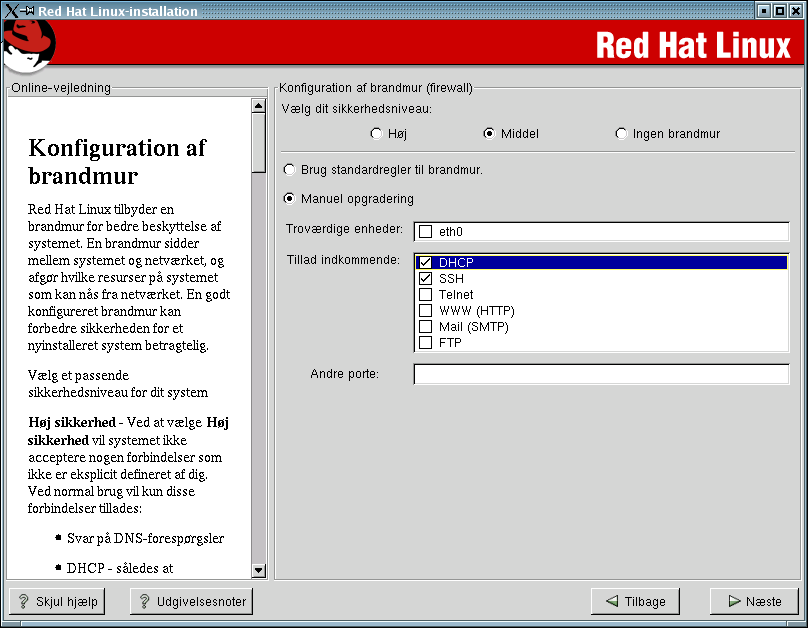 Red Hat Linux-installation
Red Hat Linux
Online-vejledning
Konfiguration af
brandmur
Red Hat Linux tilbyder en
brandmur for bedre beskyttelse af
systemet. En brandmur sidder
mellem systemet og netværket, og
afgør hvilke resurser på systemet
som kan nås fra netværket. En godt
konfigureret brandmur kan
forbedre sikkerheden for et
nyinstalleret system betragtelig.
Vælg et passende
sikkerhedsniveau for dit system
Høj sikkerhed - Ved at vælge Høj
sikkerhed vil systemet ikke
acceptere nogen forbindelser som
ikke er eksplicit defineret af dig.
Ved normal brug vil kun disse
forbindelser tillades:
• Svar på DNS-forespørgsler
• DHCP - således at
Konfiguration af brandmur (firewall)
Vælg dit sikkerhedsniveau:
Høj Middel Ingen brandmur
Brug standardregler til brandmur.
Manuel opgradering
Troværdige enheder: eth0
Tillad indkommende: DHCP
SSH
Telnet
WWW (HTTP)
Mail (SMTP)
FTP
Andre porte:
Skjul hjælp Udgivelsesnoter Tilbage Næste